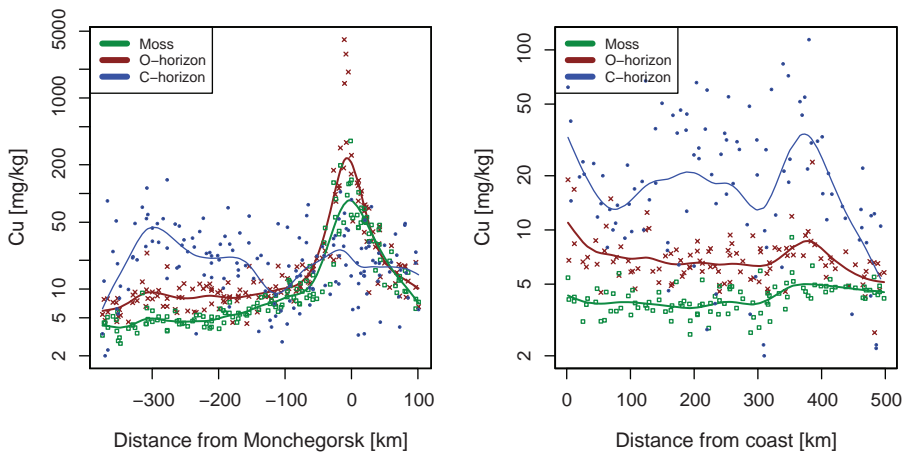 Moss
O−horizon
C−horizon
Cu [mg/kg]
5000
1000
200
50
20
10
5
2
−300
−200
−100
0
100
Distance from Monchegorsk [km]
Moss
O−horizon
C−horizon
Cu [mg/kg]
100
50
20
10
5
2
0
100
200
300
400
500
Distance from coast [km]